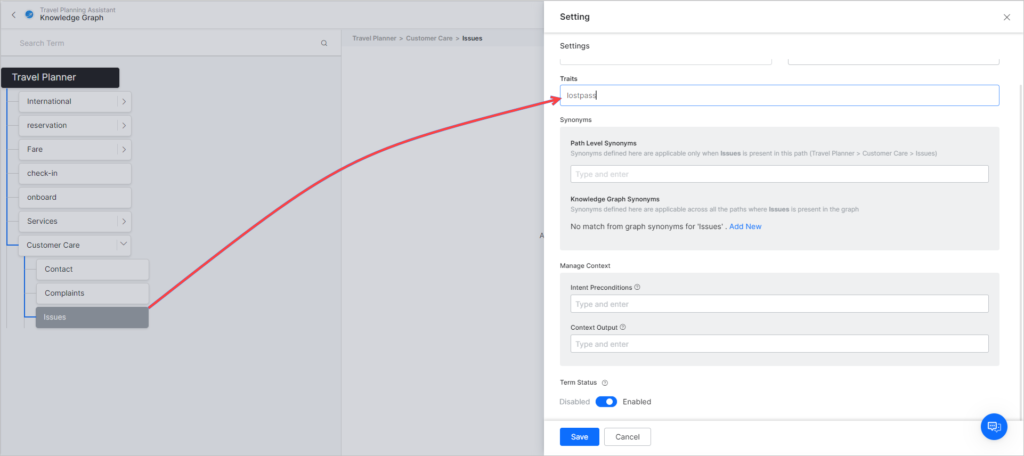 Travel Planning Assistant
Knowledge Graph
Search Term
Travel Planner > Customer Care > Issues
Travel Planner
International
reservation
Fare
check-in
onboard
Services
Customer Care
Contact
Complaints
Issues
A
Setting
Settings
Traits
lostpass
Synonyms
Path Level Synonyms
Synonyms defined here are applicable only when Issues is present in this path (Travel Planner > Customer Care > Issues)
Type and enter
Knowledge Graph Synonyms
Synonyms defined here are applicable across all the paths where Issues is present in the graph
No match from graph synonyms for 'Issues' . Add New
Manage Context
Intent Preconditions
Type and enter
Context Output
Type and enter
Term Status
Disabled Enabled
Save Cancel